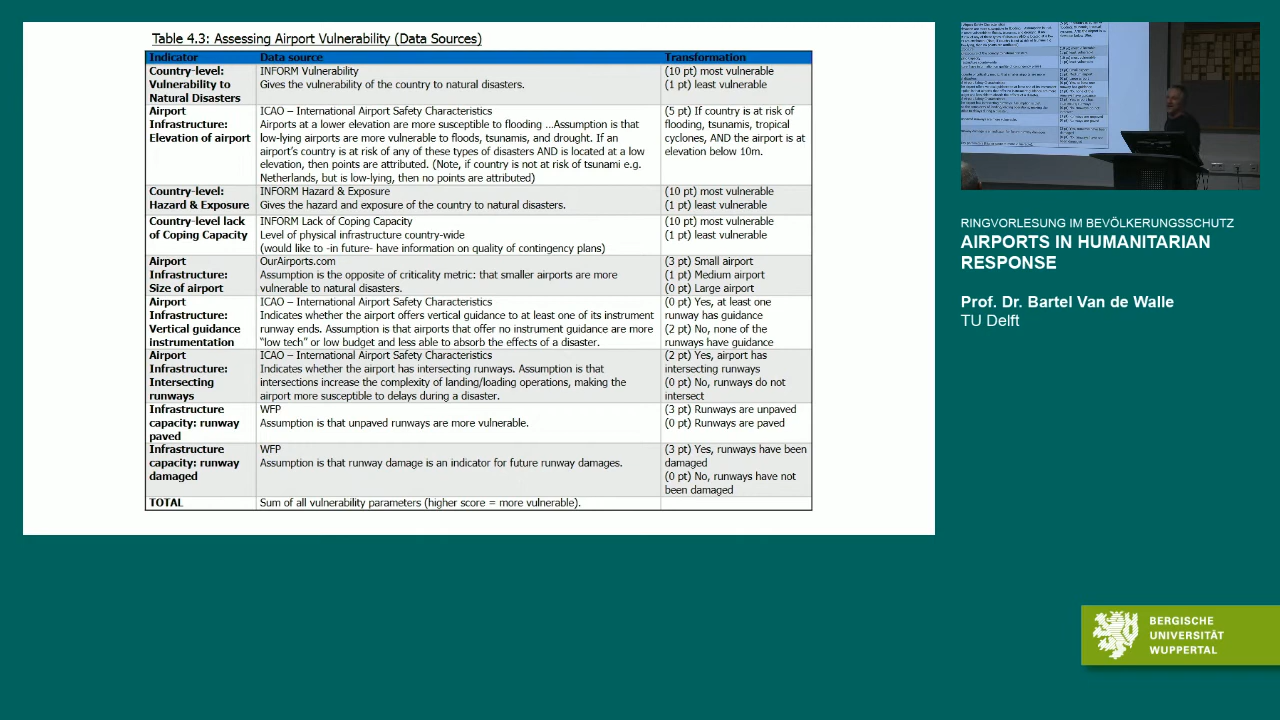 Table 4.3: Assessing Airport Vulnerability (Data Sources)
Indicator Data source Transformation
Country-level: INFORM Vulnerability (10 pt) most vulnerable
Vulnerability to Gives the vulnerability of the country to natural disasters. (1 pt) least vulnerable
Natural Disasters
Airport ICAO – International Airport Safety Characteristics (5 pt) If country is at risk of
Infrastructure: Airports at a lower elevation are more susceptible to flooding ...Assumption is that flooding, tsunamis, tropical
Elevation of airport low-lying airports are more vulnerable to floods, tsunamis, and drought. If an cyclones, AND the airport is at
airport's country is at risk of any of these types of disasters AND is located at a low elevation below 10m.
elevation, then points are attributed. (Note, if country is not at risk of tsunami e.g.
Netherlands, but is low-lying, then no points are attributed)
Country-level: INFORM Hazard & Exposure (10 pt) most vulnerable
Hazard & Exposure Gives the hazard and exposure of the country to natural disasters. (1 pt) least vulnerable
Country-level lack INFORM Lack of Coping Capacity (10 pt) most vulnerable
of Coping Capacity Level of physical infrastructure country-wide (1 pt) least vulnerable
(would like to -in future- have information on quality of contingency plans)
Airport OurAirports.com (3 pt) Small airport
Infrastructure: Assumption is the opposite of criticality metric: that smaller airports are more (1 pt) Medium airport
Size of airport vulnerable to natural disasters. (0 pt) Large airport
Airport ICAO – International Airport Safety Characteristics (0 pt) Yes, at least one
Infrastructure: Indicates whether the airport offers vertical guidance to at least one of its instrument runway has guidance
Vertical guidance runway ends. Assumption is that airports that offer no instrument guidance are more (2 pt) No, none of the
instrumentation "low tech" or low budget and less able to absorb the effects of a disaster. runways have guidance
Airport ICAO – International Airport Safety Characteristics (2 pt) Yes, airport has
Infrastructure: Indicates whether the airport has intersecting runways. Assumption is that intersecting runways
Intersecting intersections increase the complexity of landing/loading operations, making the (0 pt) No, runways do not
runways airport more susceptible to delays during a disaster. intersect
Infrastructure WFP (3 pt) Runways are unpaved
capacity: runway Assumption is that unpaved runways are more vulnerable. (0 pt) Runways are paved
paved
Infrastructure WFP (3 pt) Yes, runways have been
capacity: runway Assumption is that runway damage is an indicator for future runway damages. damaged
damaged (0 pt) No, runways have not
been damaged
TOTAL Sum of all vulnerability parameters (higher score = more vulnerable).
RINGVORLESUNG IM BEVÖLKERUNGSSCHUTZ
AIRPORTS IN HUMANITARIAN
RESPONSE
Prof. Dr. Bartel Van de Walle
TU Delft
BERGISCHE
UNIVERSITÄT
WUPPERTAL